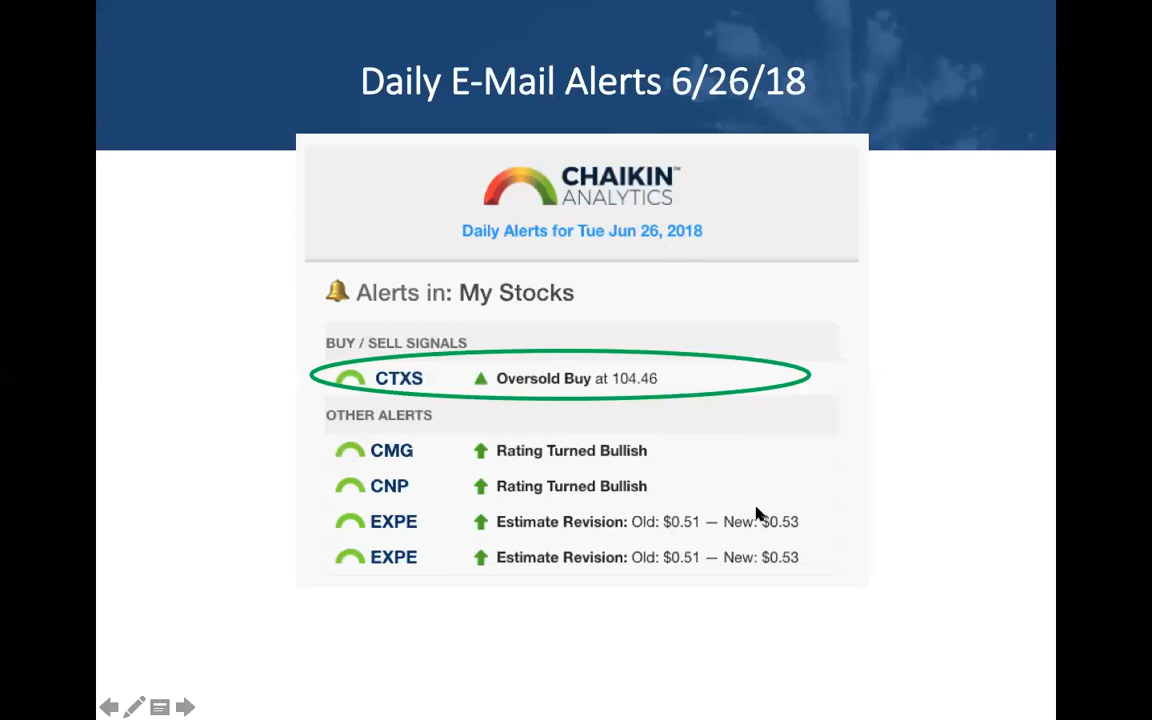 Daily E-Mail Alerts 6/26/18
CHAIKIN™
ANALYTICS
Daily Alerts for Tue Jun 26, 2018
Alerts in: My Stocks
BUY / SELL SIGNALS
CTXS Oversold Buy at 104.46
OTHER ALERTS
CMG Rating Turned Bullish
CNP Rating Turned Bullish
EXPE Estimate Revision: Old: $0.51 — New: $0.53
EXPE Estimate Revision: Old: $0.51 — New: $0.53